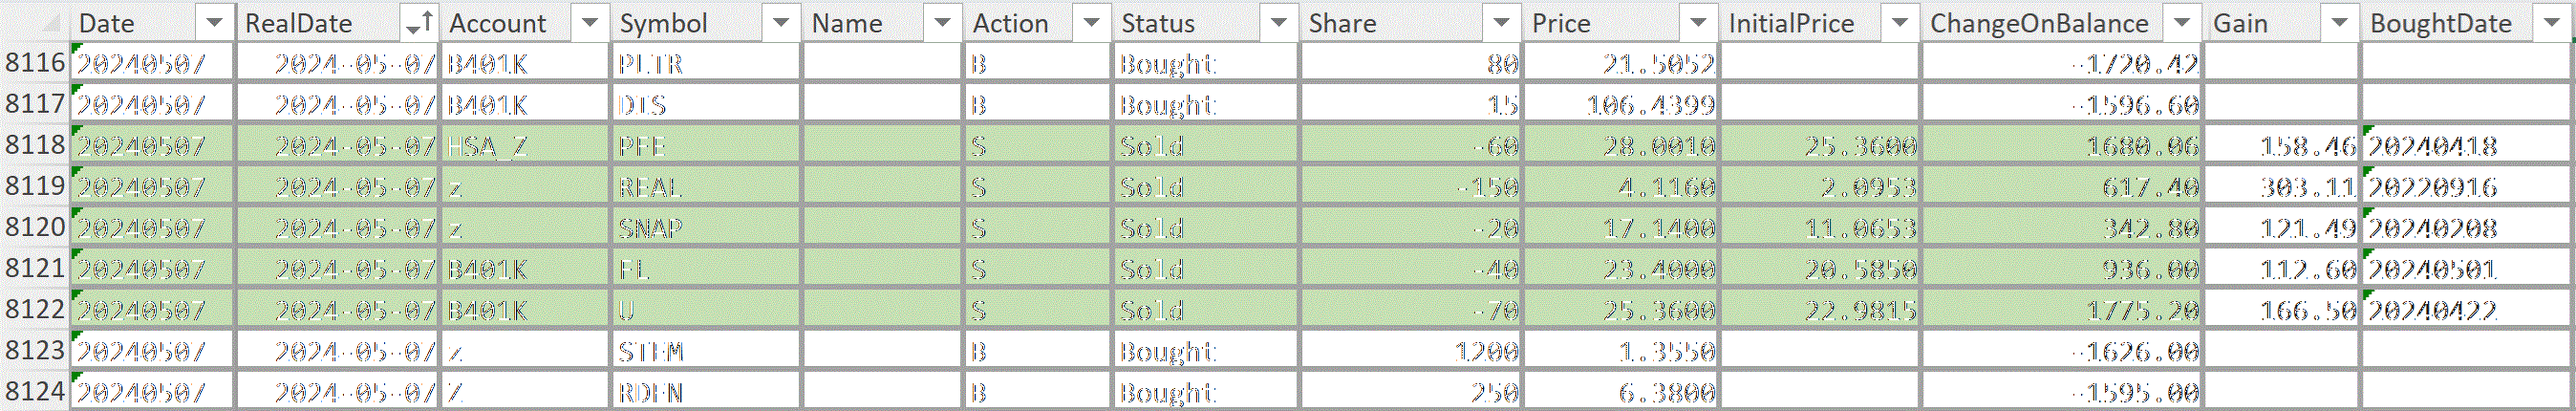 Date RealDate Account Symbol Name Action Status Share Price InitialPrice ChangeOnBalance Gain BoughtDate
8116 20240507 2024-05-07 B401K PLTR B Bought 80 21.5052 -1720.42
8117 20240507 2024-05-07 B401K DIS B Bought 15 106.4399 -1596.60
8118 20240507 2024-05-07 HSA_Z PFE S Sold -60 28.0010 25.3600 1680.06 158.46 20240418
8119 20240507 2024-05-07 z REAL S Sold -150 4.1160 2.0953 617.40 303.11 20220916
8120 20240507 2024-05-07 z SNAP S Sold -20 17.1400 11.0653 342.80 121.49 20240208
8121 20240507 2024-05-07 B401K FL S Sold -40 23.4000 20.5850 936.00 112.60 20240501
8122 20240507 2024-05-07 B401K U S Sold -70 25.3600 22.9815 1775.20 166.50 20240422
8123 20240507 2024-05-07 z STEM B Bought 1200 1.3550 -1626.00
8124 20240507 2024-05-07 Z RDFN B Bought 250 6.3800 -1595.00